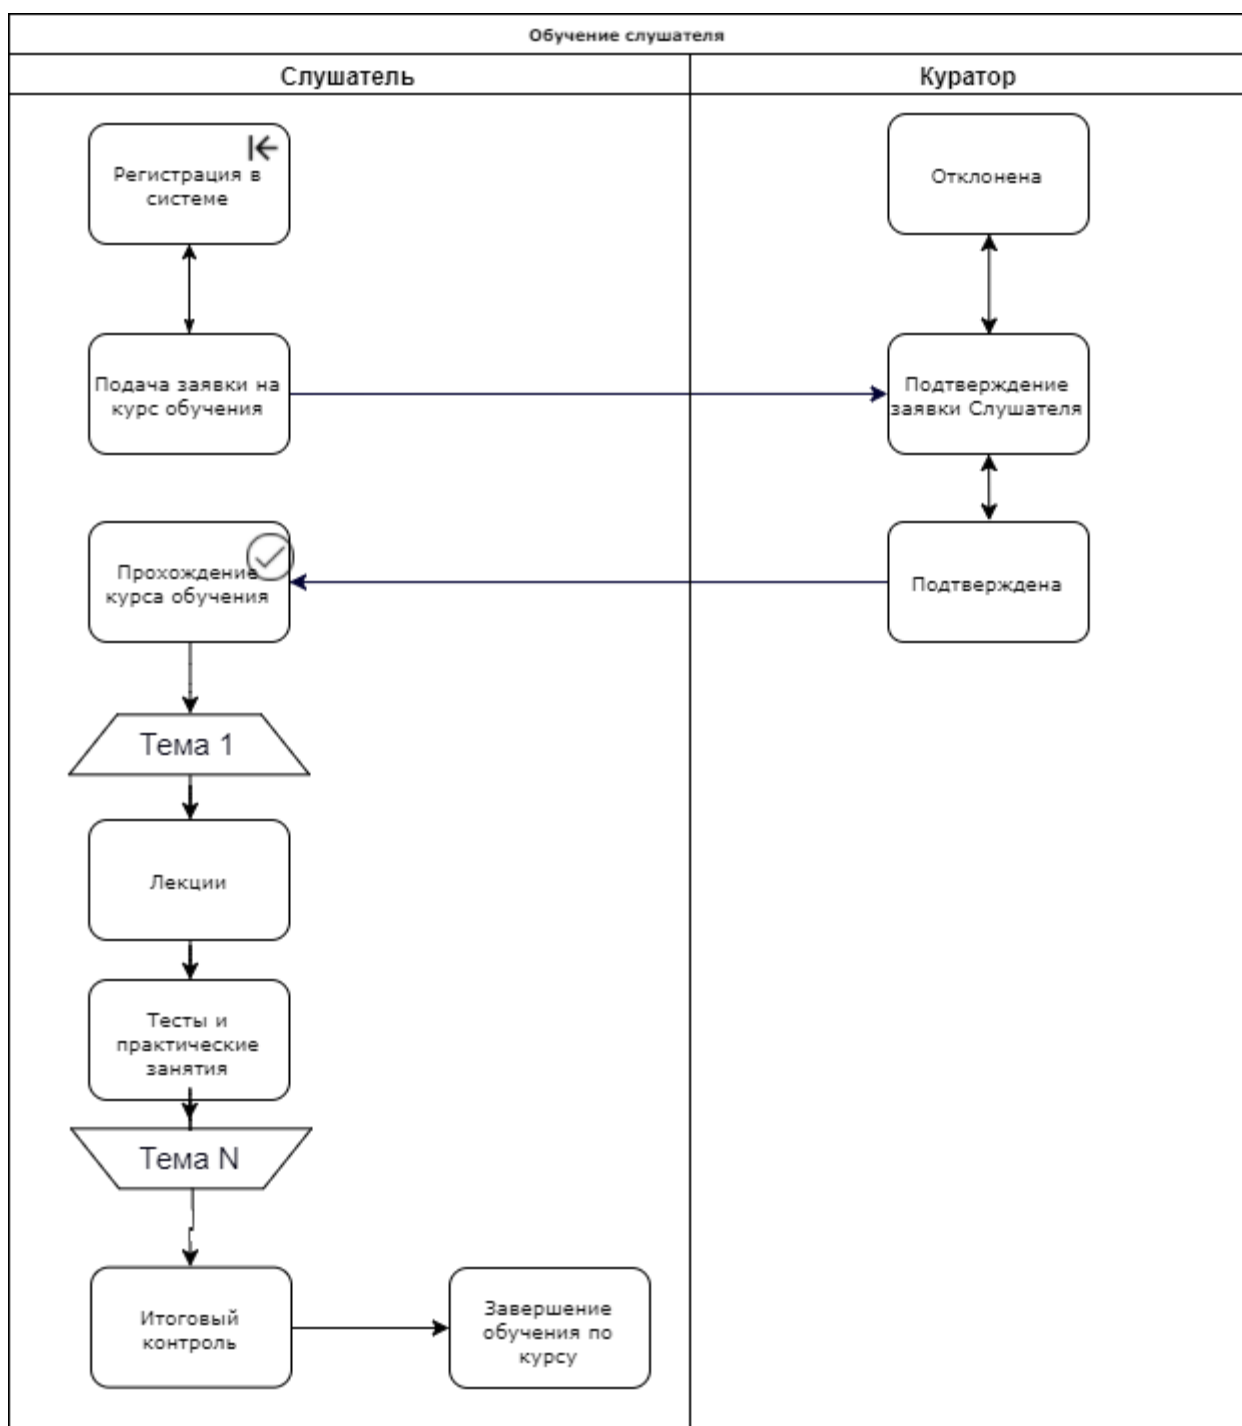 Обучение слушателя
Слушатель
Куратор
Регистрация в
системе
Отклонена
Подача заявки на
курс обучения
Подтверждение
заявки Слушателя
Прохождение
курса обучения
Подтверждена
Тема 1
Лекции
Тесты и
практические
занятия
Тема N
Итоговый
контроль
Завершение
обучения по
курсу